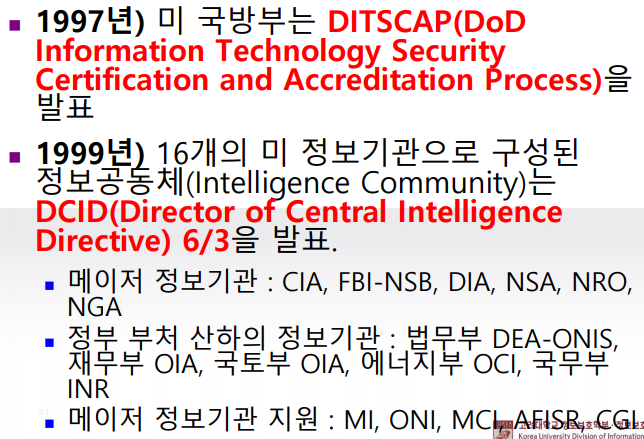 1997년) 미 국방부는 DITSCAP(DoD
Information Technology Security
Certification and Accreditation Process)을
발표
1999년) 16개의 미 정보기관으로 구성된
정보공동체(Intelligence Community)는
DCID(Director of Central Intelligence
Directive) 6/3을 발표.
메이저 정보기관 : CIA, FBI-NSB, DIA, NSA, NRO,
NGA
정부 부처 산하의 정보기관 : 법무부 DEA-ONIS,
재무부 OIA, 국토부 OIA, 에너지부 OCI, 국무부
INR
메이저 정보기관 지원 : MI, ONI, MCI, AFISR, CGI
Korea University Division of Information